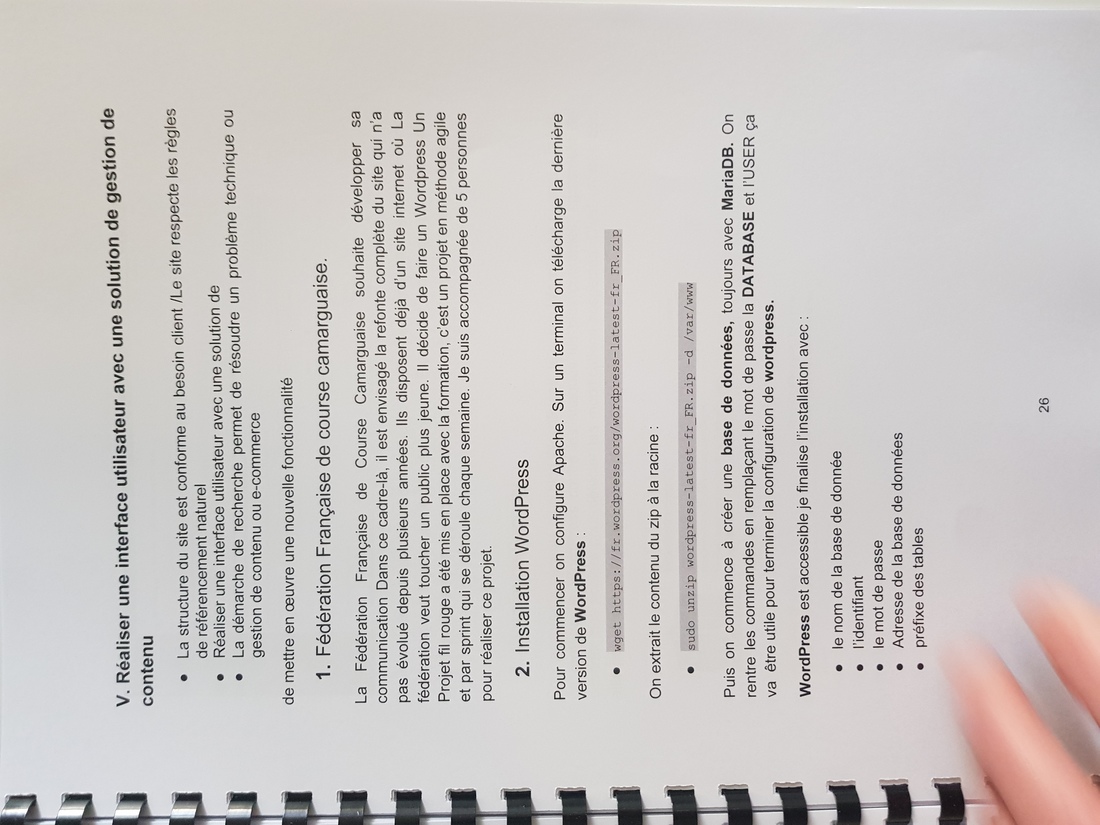 V. Réaliser une interface utilisateur avec une solution de gestion de
contenu
• La structure du site est conforme au besoin client /Le site respecte les règles
de référencement naturel
• Réaliser une interface utilisateur avec une solution de
• La démarche de recherche permet de résoudre un problème technique ou
gestion de contenu ou e-commerce
de mettre en œuvre une nouvelle fonctionnalité
1. Fédération Française de course camarguaise.
La Fédération Française de Course Camarguaise souhaite développer sa
communication Dans ce cadre-là, il est envisagé la refonte complète du site qui n'a
pas évolué depuis plusieurs années. Ils disposent déjà d'un site internet où La
fédération veut toucher un public plus jeune. Il décide de faire un Wordpress Un
Projet fil rouge a été mis en place avec la formation, c'est un projet en méthode agile
et par sprint qui se déroule chaque semaine. Je suis accompagnée de 5 personnes
pour réaliser ce projet.
2. Installation WordPress
Pour commencer on configure Apache. Sur un terminal on télécharge la dernière
version de WordPress :
• wget https://fr.wordpress.org/wordpress-latest-fr_FR.zip
On extrait le contenu du zip à la racine :
• sudo unzip wordpress-latest-fr_FR.zip -d /var/www
Puis on commence à créer une base de données, toujours avec MariaDB. On
rentre les commandes en remplaçant le mot de passe la DATABASE et l'USER ça
va être utile pour terminer la configuration de wordpress.
WordPress est accessible je finalise l'installation avec :
• le nom de la base de donnée
• l'identifiant
• le mot de passe
• Adresse de la base de données
• préfixe des tables
26